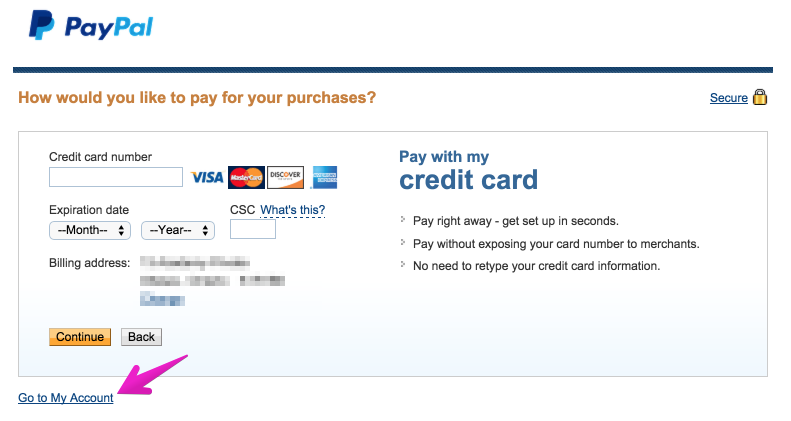 PayPal
How would you like to pay for your purchases?
Secure
Credit card number
VISA MasterCard DISCOVER
Expiration date
CSC What's this?
--Month-- --Year--
Billing address:
Continue Back
Pay with my
credit card
Pay right away - get set up in seconds.
Pay without exposing your card number to merchants.
No need to retype your credit card information.
Go to My Account